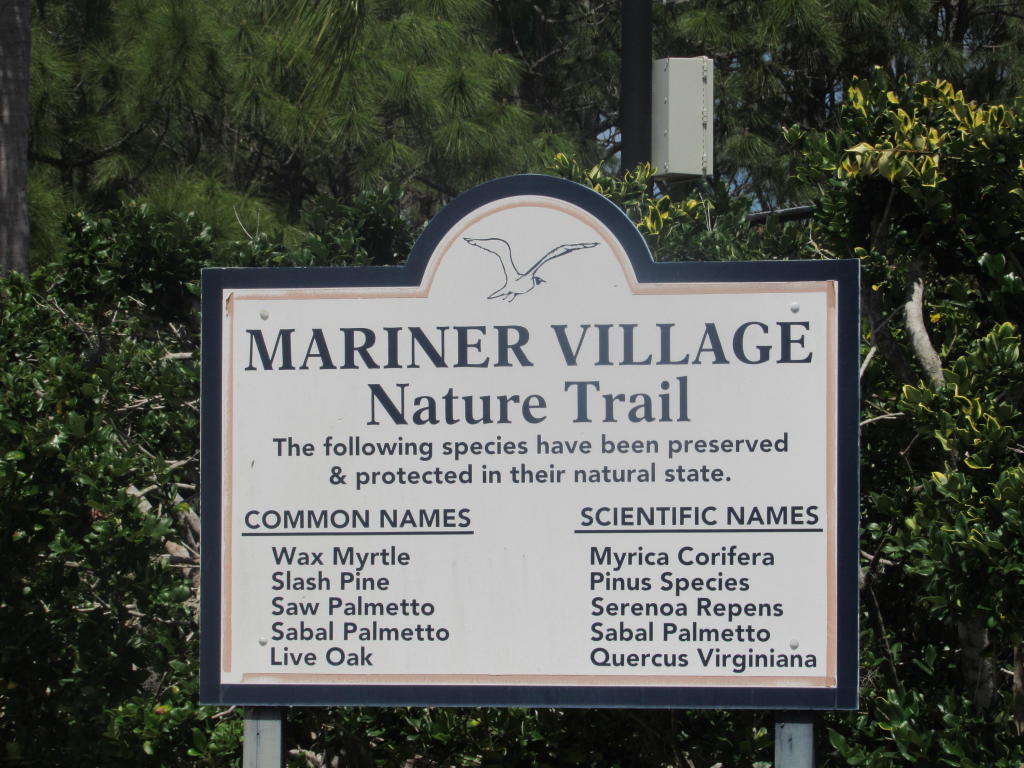 MARINER VILLAGE
Nature Trail
The following species have been preserved
& protected in their natural state.
COMMON NAMES SCIENTIFIC NAMES
Wax Myrtle Myrica Corifera
Slash Pine Pinus Species
Saw Palmetto Serenoa Repens
Sabal Palmetto Sabal Palmetto
Live Oak Quercus Virginiana